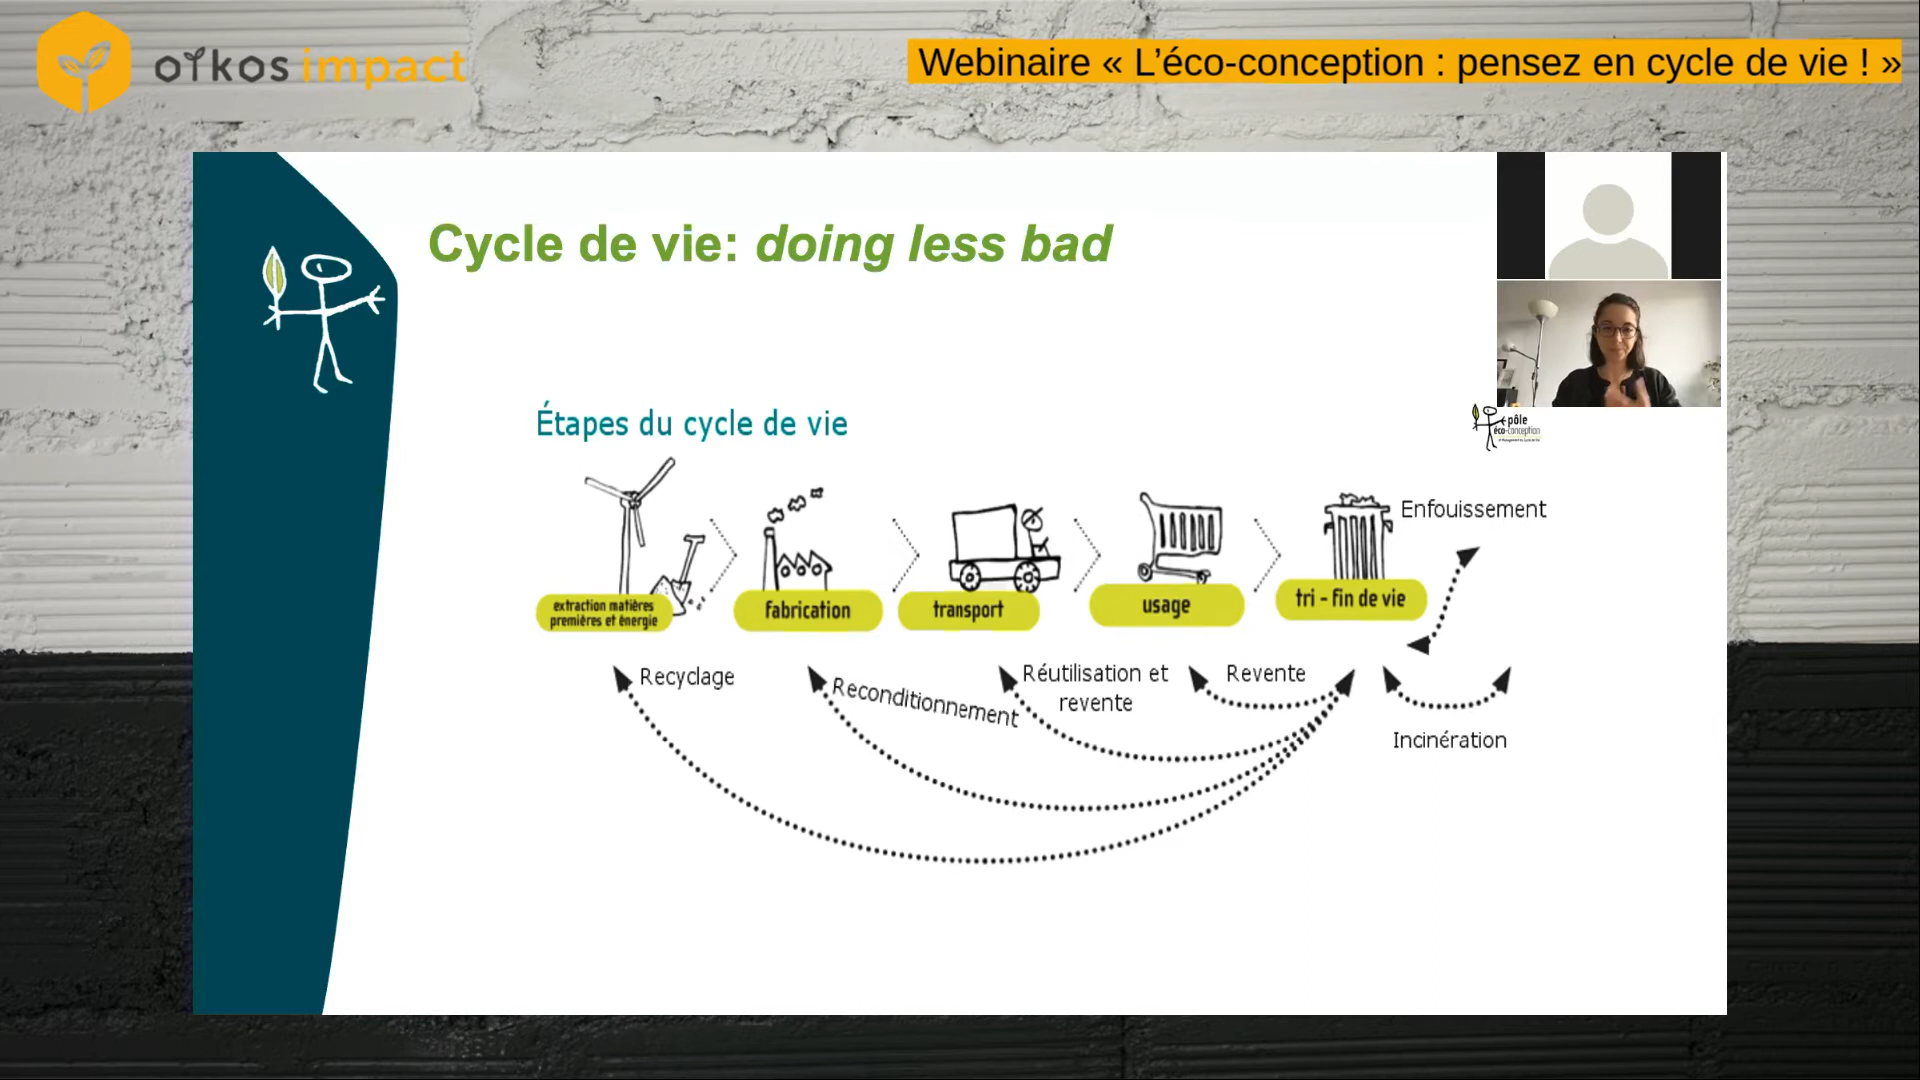 oikos impact
Webinaire « L’éco-conception : pensez en cycle de vie ! »
Cycle de vie: doing less bad
Étapes du cycle de vie
pôle
éco-conception
Enfouissement
extraction matières
premières et énergie
fabrication
transport
usage
tri - fin de vie
Recyclage
Reconditionnement
Réutilisation et
revente
Revente
Incinération